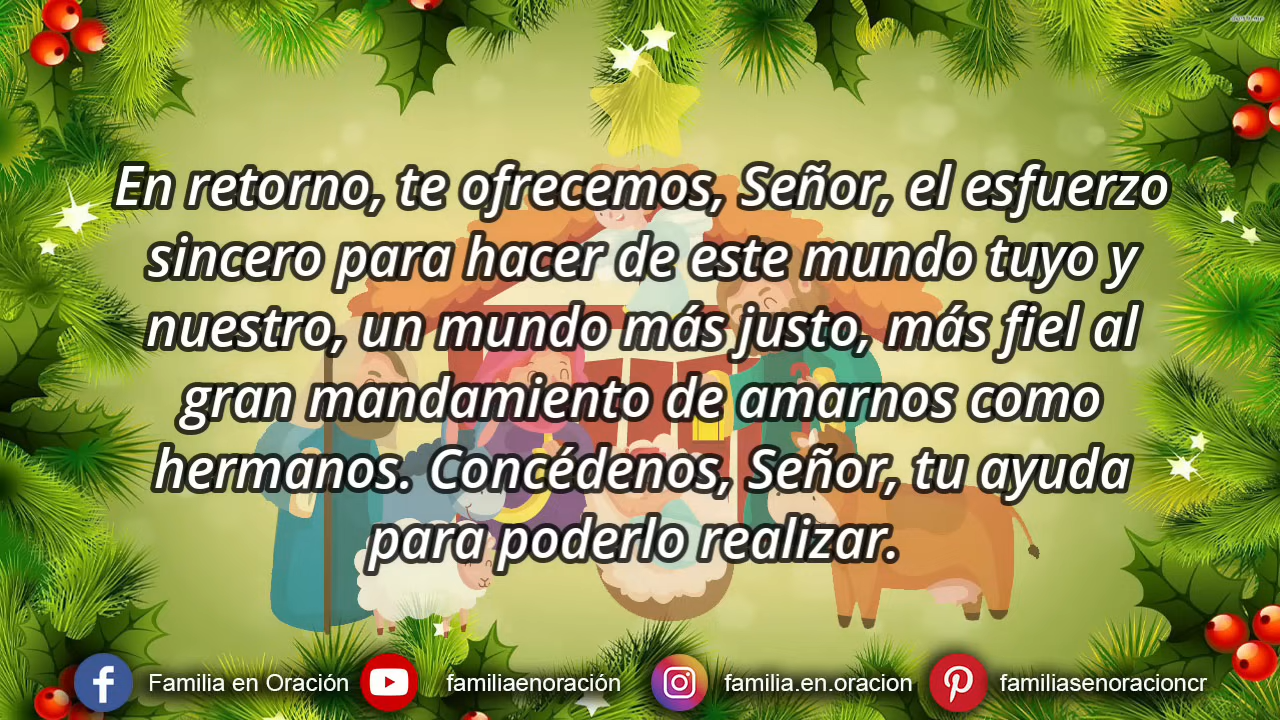 En retorno, te ofrecemos, Señor, el esfuerzo
sincero para hacer de este mundo tuyo y
nuestro, un mundo más justo, más fiel al
gran mandamiento de amarnos como
hermanos. Concédenos, Señor, tu ayuda
para poderlo realizar.
Familia en Oración familiaenoración familia.en.oracion familiasenoracioncr